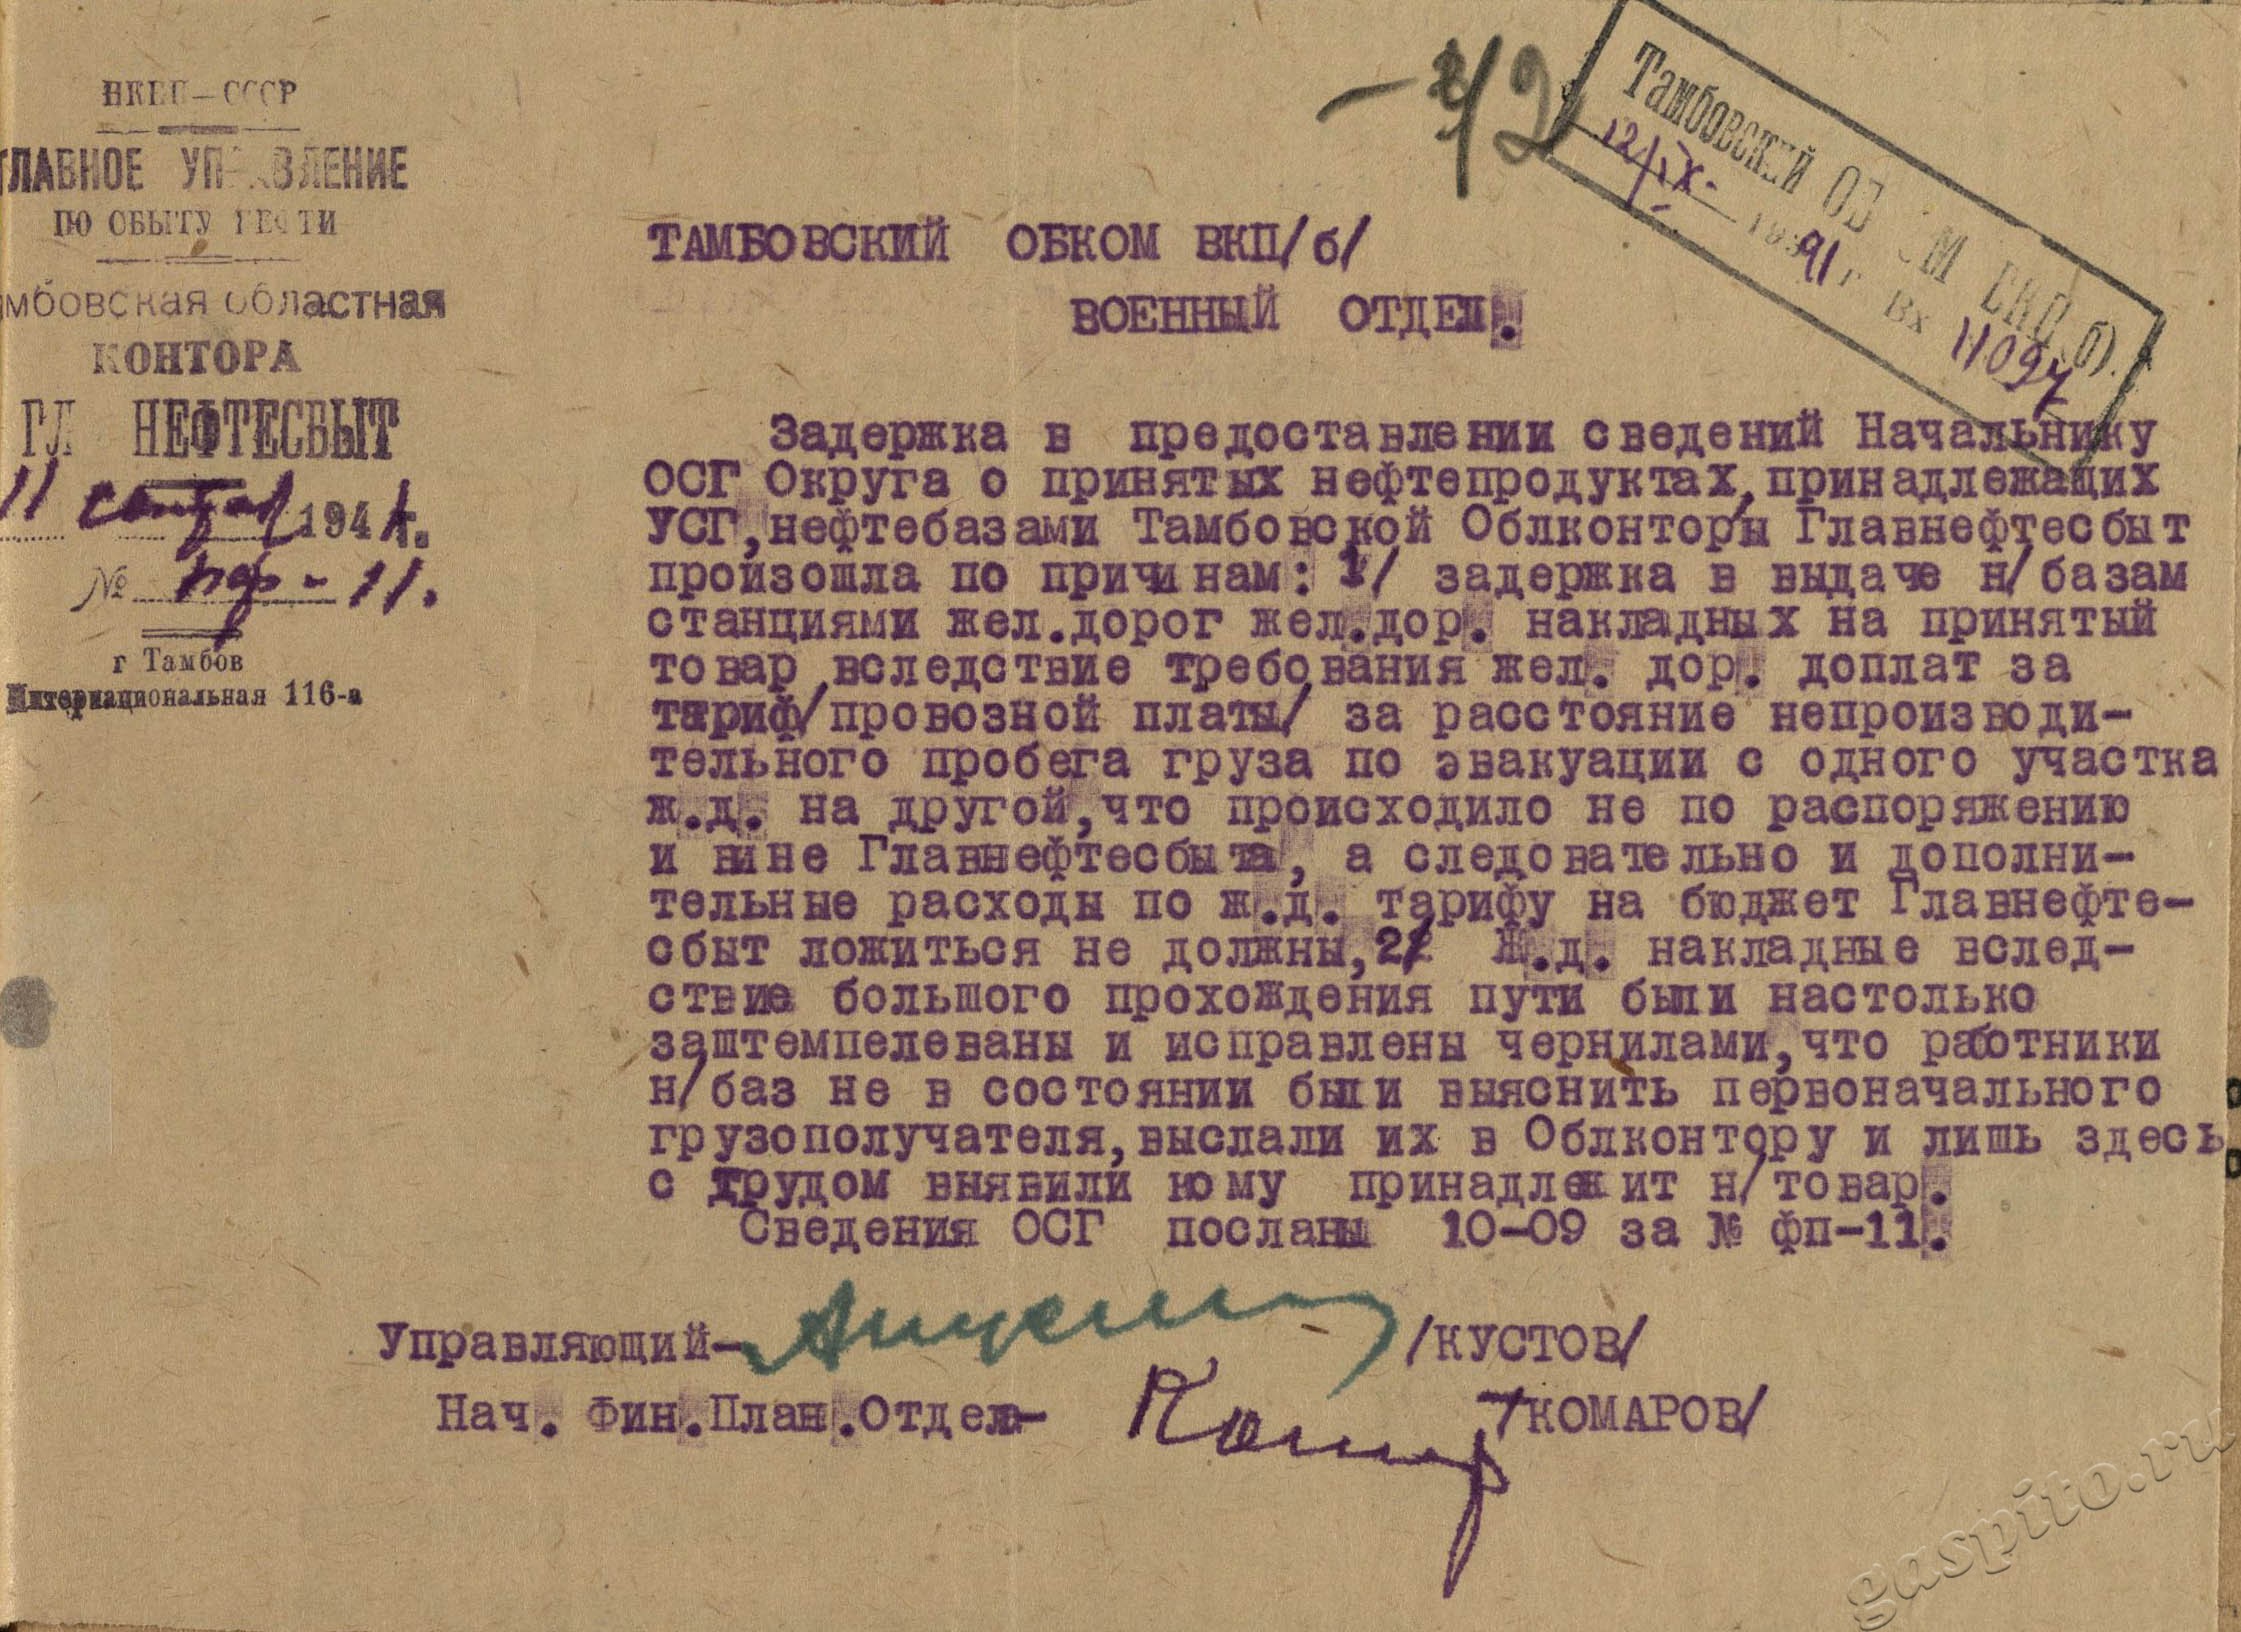 ГЛАВНОЕ УПРАВЛЕНИЕ
ПО СБЫТУ НЕФТИ
мбовская областная
КОНТОРА
ГЛ НЕФТЕСБЫТ
11 1941г.
№ -11.
г Тамбов
Интернациональная 116-а
Тамбовский ОБКОМ ВКП(б).
12/IX- 1941 г Вх 11094
ТАМБОВСКИЙ ОБКОМ ВКП/б/
ВОЕННЫЙ ОТДЕЛ.
Задержка в предоставлении сведений Начальнику
ОСГ Округа о принятых нефтепродуктах, принадлежащих
УСГ, нефтебазами Тамбовской Облконторы Главнефтесбыт
произошла по причинам: 1/ задержка в выдаче н/базам
станциями жел.дорог жел.дор. накладных на принятый
товар вследствие требования жел. дор. доплат за
тариф/провозной платы/ за расстояние непроизводи-
тельного пробега груза по эвакуации с одного участка
ж.д. на другой, что происходило не по распоряжению
и вине Главнефтесбыта, а следовательно и дополни-
тельные расходы по ж.д. тарифу на бюджет Главнефте-
сбыт ложиться не должны, 2/ Ж.д. накладные вслед-
ствие большого прохождения пути были настолько
заштемпелеваны и исправлены чернилами, что работники
н/баз не в состоянии были выяснить первоначального
грузополучателя, выслали их в Облконтору и лишь здесь
с трудом выявили кому принадлежит н/товар.
Сведения ОСГ посланы 10-09 за № фп-11.
Управляющий- /КУСТОВ/
Нач. Фин.План.Отдел- /КОМАРОВ/
gaspito.ru